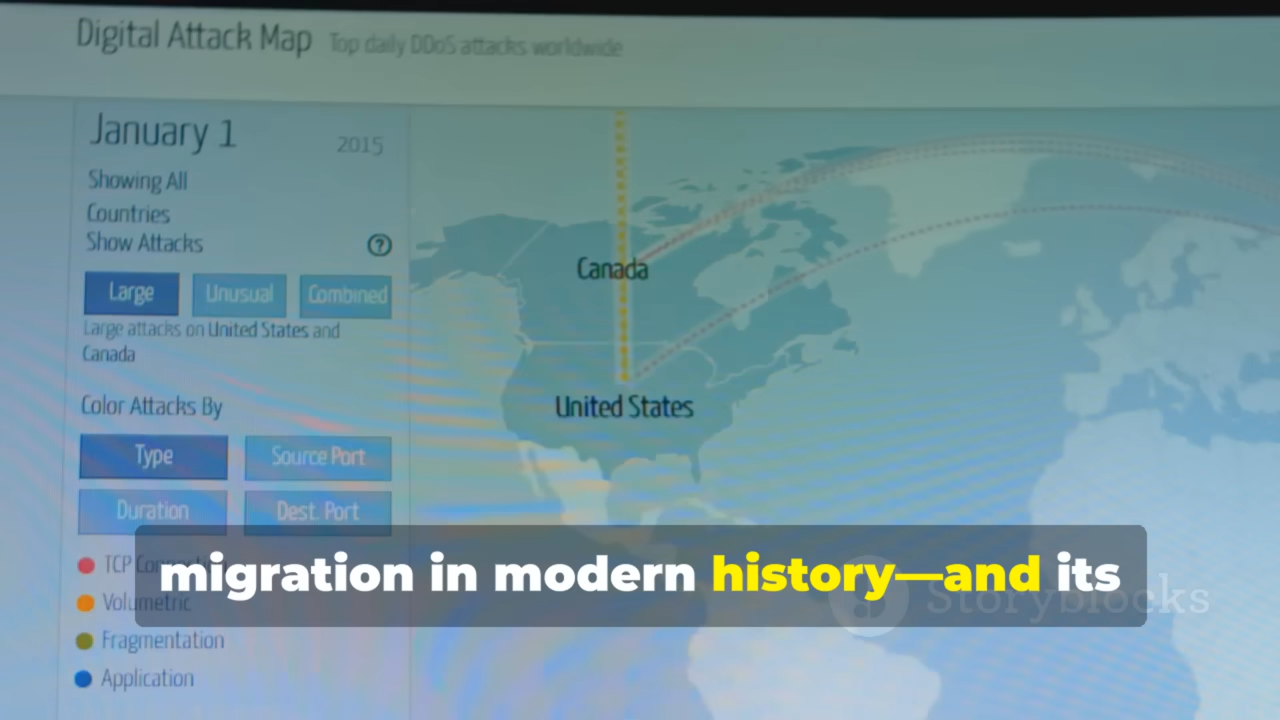 Digital Attack Map Top daily DDoS attacks worldwide
January 1 2015
Showing All
Countries
Show Attacks ?
Large Unusual Combined
Large attacks on United States and
Canada
Color Attacks By
Type Source Port
Duration Dest. Port
TCP Connection
Volumetric
Fragmentation
Application
Canada
United States
migration in modern history—and its
Storyblocks